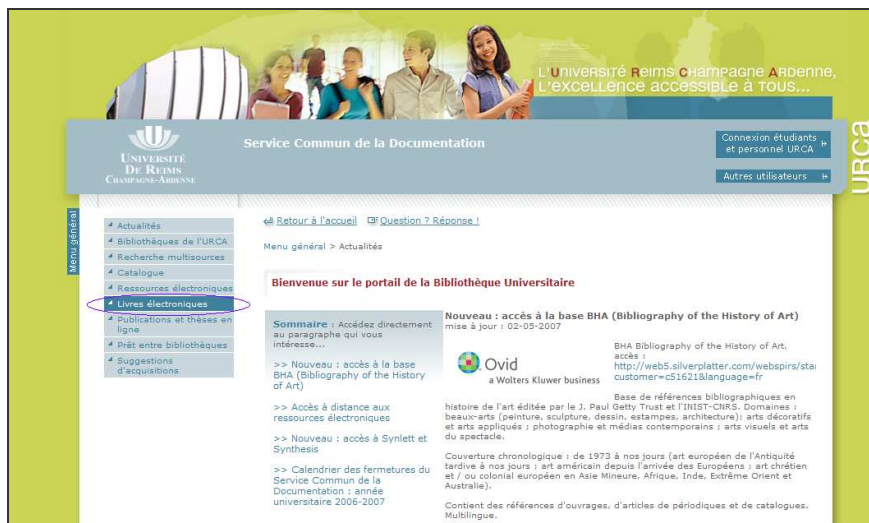 L'UNIVERSITÉ REIMS CHAMPAGNE ARDENNE,
L'EXCELLENCE ACCESSIBLE À TOUS...
URCA
UNIVERSITÉ
DE REIMS
CHAMPAGNE-ARDENNE
Service Commun de la Documentation
Connexion étudiants
et personnel URCA
Autres utilisateurs
Menu général
Actualités
Bibliothèques de l'URCA
Recherche multisources
Catalogue
Ressources électroniques
Livres électroniques
Publications et thèses en
ligne
Prêt entre bibliothèques
Suggestions
d'acquisitions
Retour à l'accueil Question ? Réponse !
Menu général > Actualités
Bienvenue sur le portail de la Bibliothèque Universitaire
Sommaire : Accédez directement
au paragraphe qui vous
intéresse...
>> Nouveau : accès à la base
BHA (Bibliography of the History
of Art)
>> Accès à distance aux
ressources électroniques
>> Nouveau : accès à Synlett et
Synthesis
>> Calendrier des fermetures du
Service Commun de la
Documentation : année
universitaire 2006-2007
Nouveau : accès à la base BHA (Bibliography of the History of Art)
mise à jour : 02-05-2007
Ovid
a Wolters Kluwer business
BHA Bibliography of the History of Art,
accès :
http://web5.silverplatter.com/webspirs/star
customer=c51621&language=fr
Base de références bibliographiques en
histoire de l'art éditée par le J. Paul Getty Trust et l'INIST-CNRS. Domaines :
beaux-arts (peinture, sculpture, dessin, estampes, architecture); arts décoratifs
et arts appliqués ; photographie et médias contemporains ; arts visuels et arts
du spectacle.
Couverture chronologique : de 1973 à nos jours (art européen de l'Antiquité
tardive à nos jours ; art américain depuis l'arrivée des Européens ; art chrétien
et / ou colonial européen en Asie Mineure, Afrique, Inde, Extrême Orient et
Australie).
Contient des références d'ouvrages, d'articles de périodiques et de catalogues.
Multilingue.